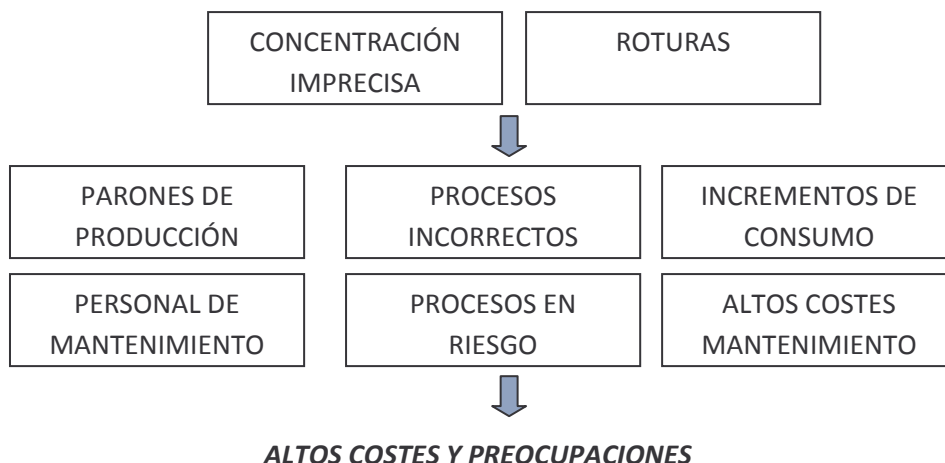 CONCENTRACIÓN
IMPRECISA
ROTURAS
PARONES DE
PRODUCCIÓN
PROCESOS
INCORRECTOS
INCREMENTOS DE
CONSUMO
PERSONAL DE
MANTENIMIENTO
PROCESOS EN
RIESGO
ALTOS COSTES
MANTENIMIENTO
ALTOS COSTES Y PREOCUPACIONES